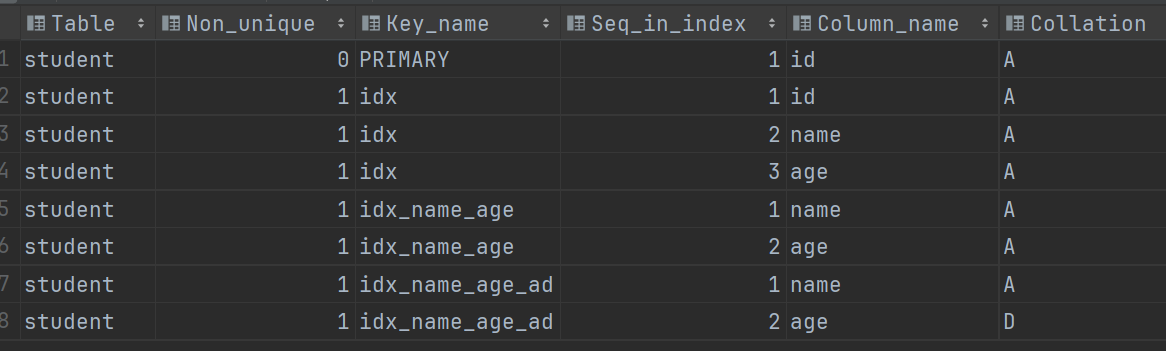 Table Non_unique Key_name Seq_in_index Column_name Collation
1 student 0 PRIMARY 1 id A
2 student 1 idx 1 id A
3 student 1 idx 2 name A
4 student 1 idx 3 age A
5 student 1 idx_name_age 1 name A
6 student 1 idx_name_age 2 age A
7 student 1 idx_name_age_ad 1 name A
8 student 1 idx_name_age_ad 2 age D